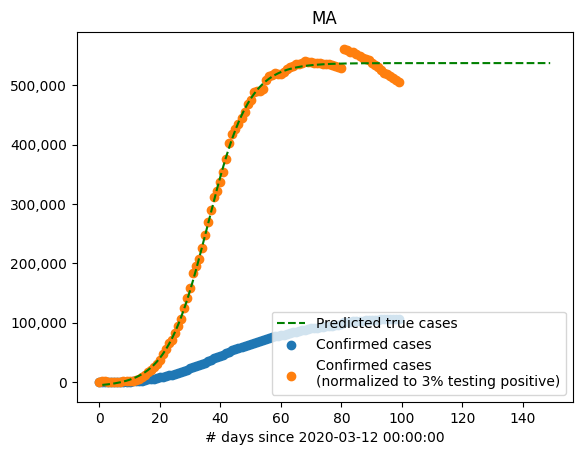 MA
500,000
400,000
300,000
200,000
100,000
0
Predicted true cases
Confirmed cases
Confirmed cases
(normalized to 3% testing positive)
0 20 40 60 80 100 120 140
# days since 2020-03-12 00:00:00